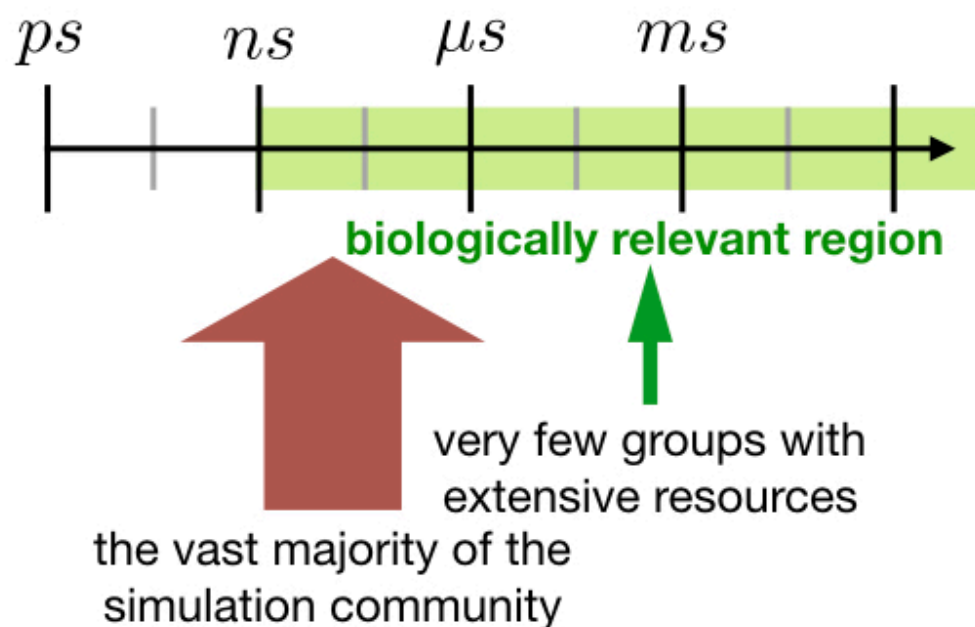 ps ns μs ms
biologically relevant region
very few groups with
extensive resources
the vast majority of the
simulation community